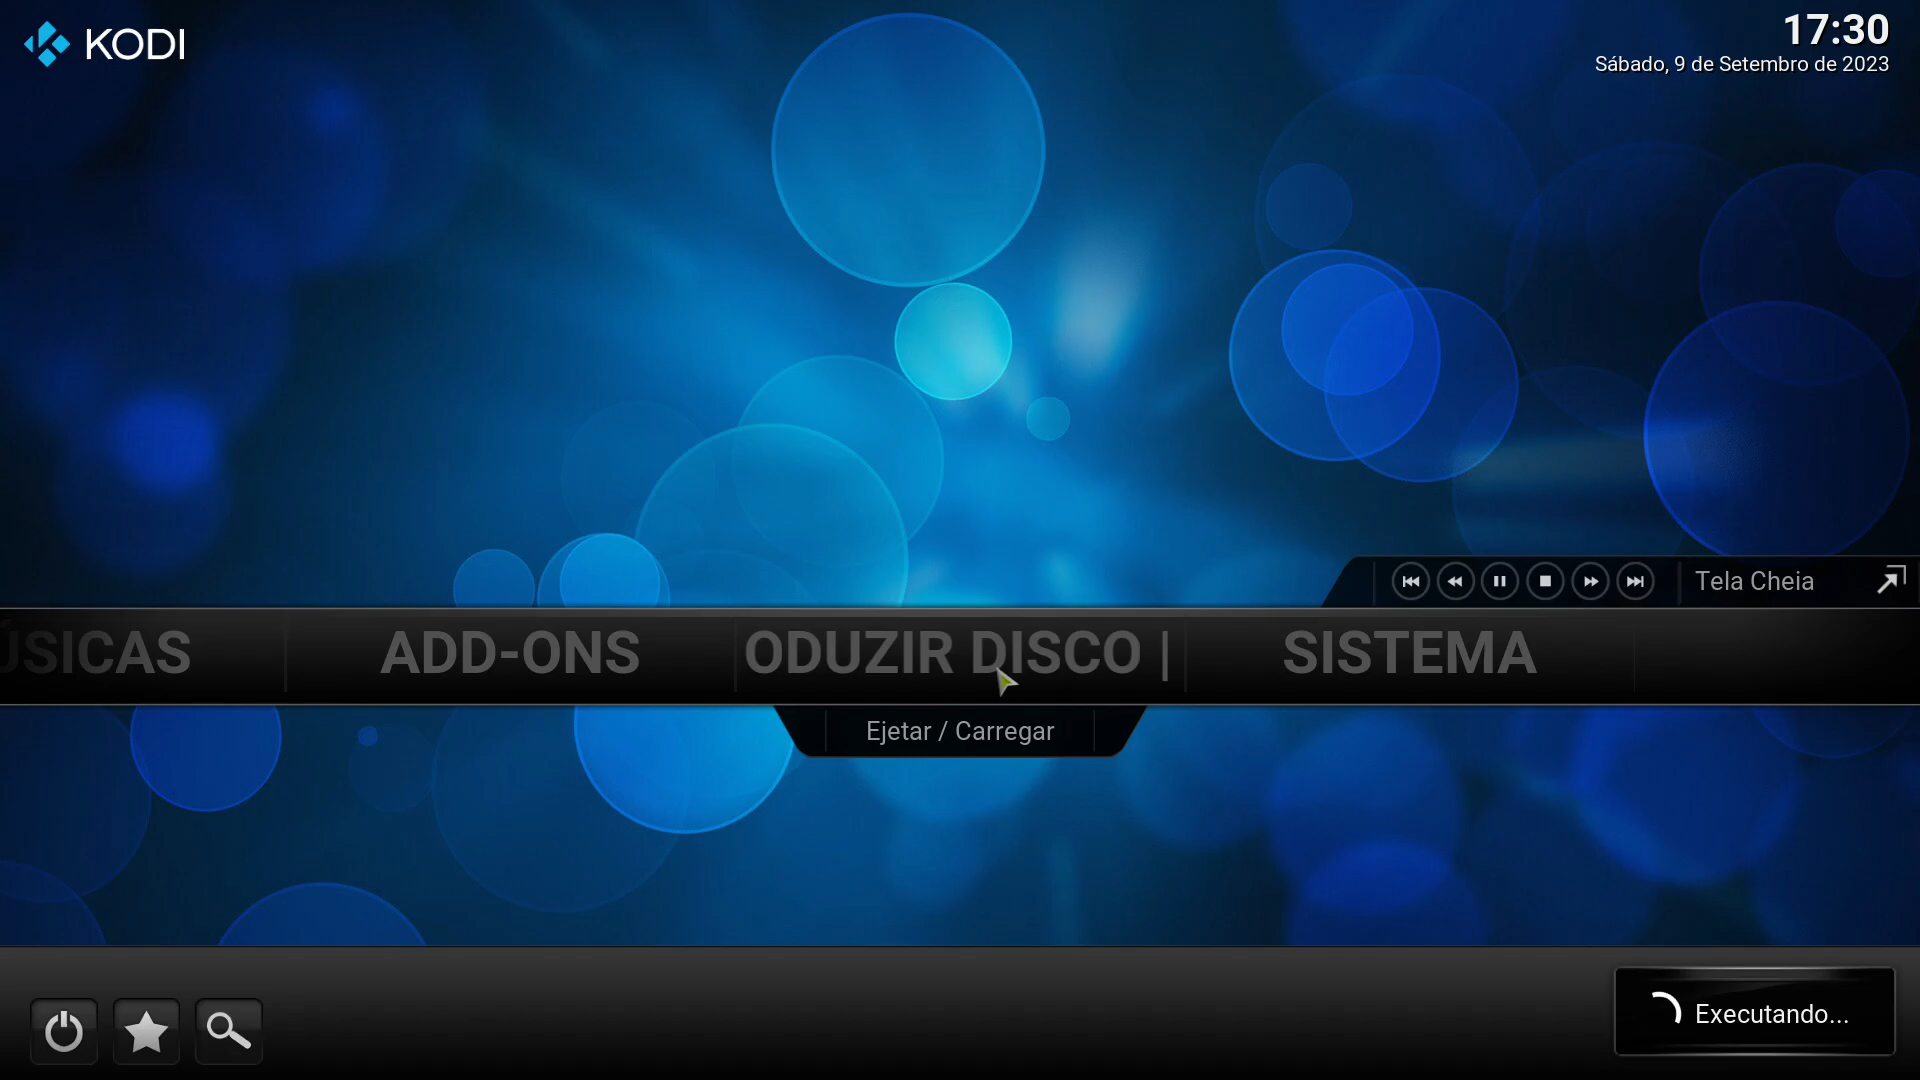 KODI
17:30
Sábado, 9 de Setembro de 2023
Tela Cheia
ÚSICAS ADD-ONS ODUZIR DISCO | SISTEMA
Ejetar / Carregar
Executando...